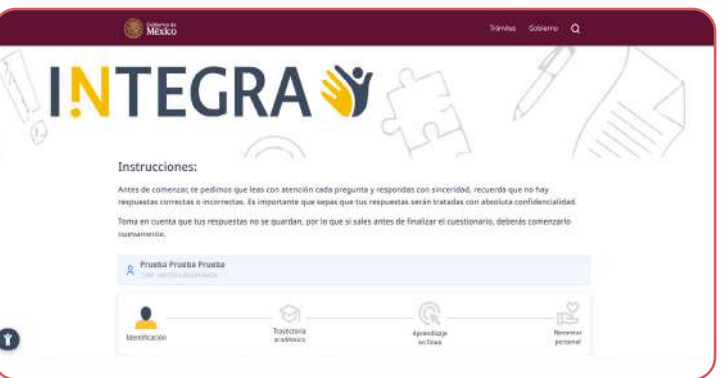 Gobierno de
México
Trámites Gobierno
INTEGRA
Instrucciones:
Antes de comenzar, te pedimos que leas con atención cada pregunta y respondas con sinceridad, recuerda que no hay
respuestas correctas o incorrectas. Es importante que sepas que tus respuestas serán tratadas con absoluta confidencialidad.
Toma en cuenta que tus respuestas no se guardan, por lo que si sales antes de finalizar el cuestionario, deberás comenzarlo
nuevamente.
Prueba Prueba Prueba
Identificación
Trayectoria
académica
Aprendizaje
en línea
Bienestar
personal